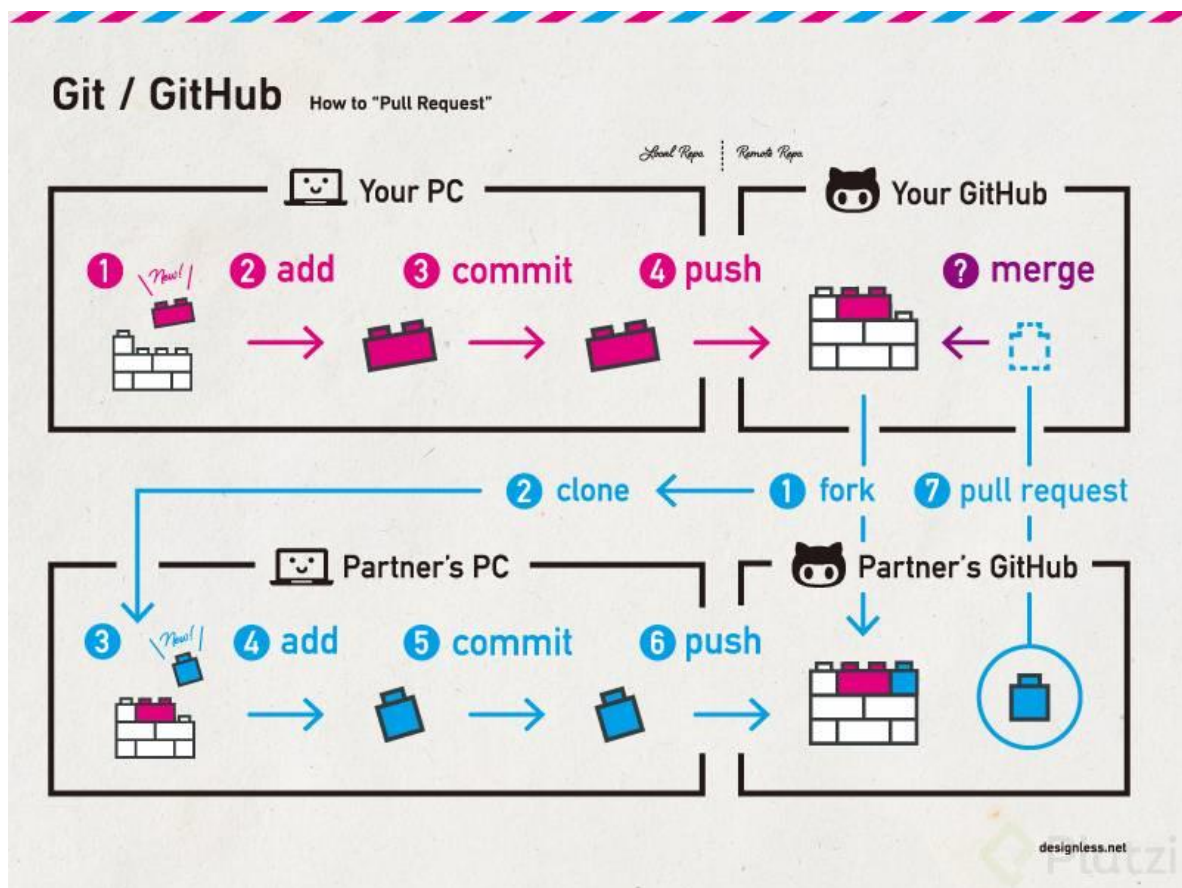 Git / GitHub How to "Pull Request"
Local Repo Remote Repo
Your PC
Your GitHub
1 New! 2 add 3 commit 4 push
? merge
2 clone 1 fork 7 pull request
Partner's PC
Partner's GitHub
3 New! 4 add 5 commit 6 push
designless.net
Platzi